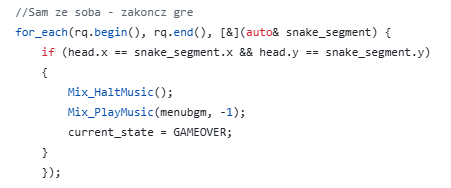 //Sam ze soba - zakoncz gre
for_each(rq.begin(), rq.end(), [&](auto& snake_segment) {
    if (head.x == snake_segment.x && head.y == snake_segment.y)
    {
        Mix_HaltMusic();
        Mix_PlayMusic(menubgm, -1);
        current_state = GAMEOVER;
    }
    });